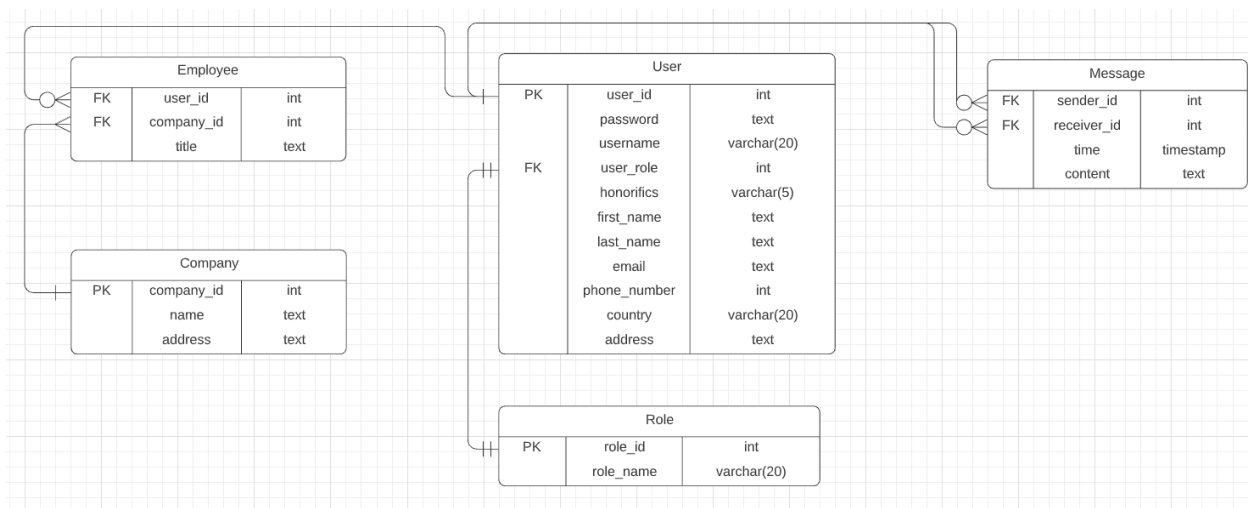 Employee
FK user_id int
FK company_id int
title text
User
PK user_id int
password text
username varchar(20)
FK user_role int
honorifics varchar(5)
first_name text
last_name text
email text
phone_number int
country varchar(20)
address text
Message
FK sender_id int
FK receiver_id int
time timestamp
content text
Company
PK company_id int
name text
address text
Role
PK role_id int
role_name varchar(20)